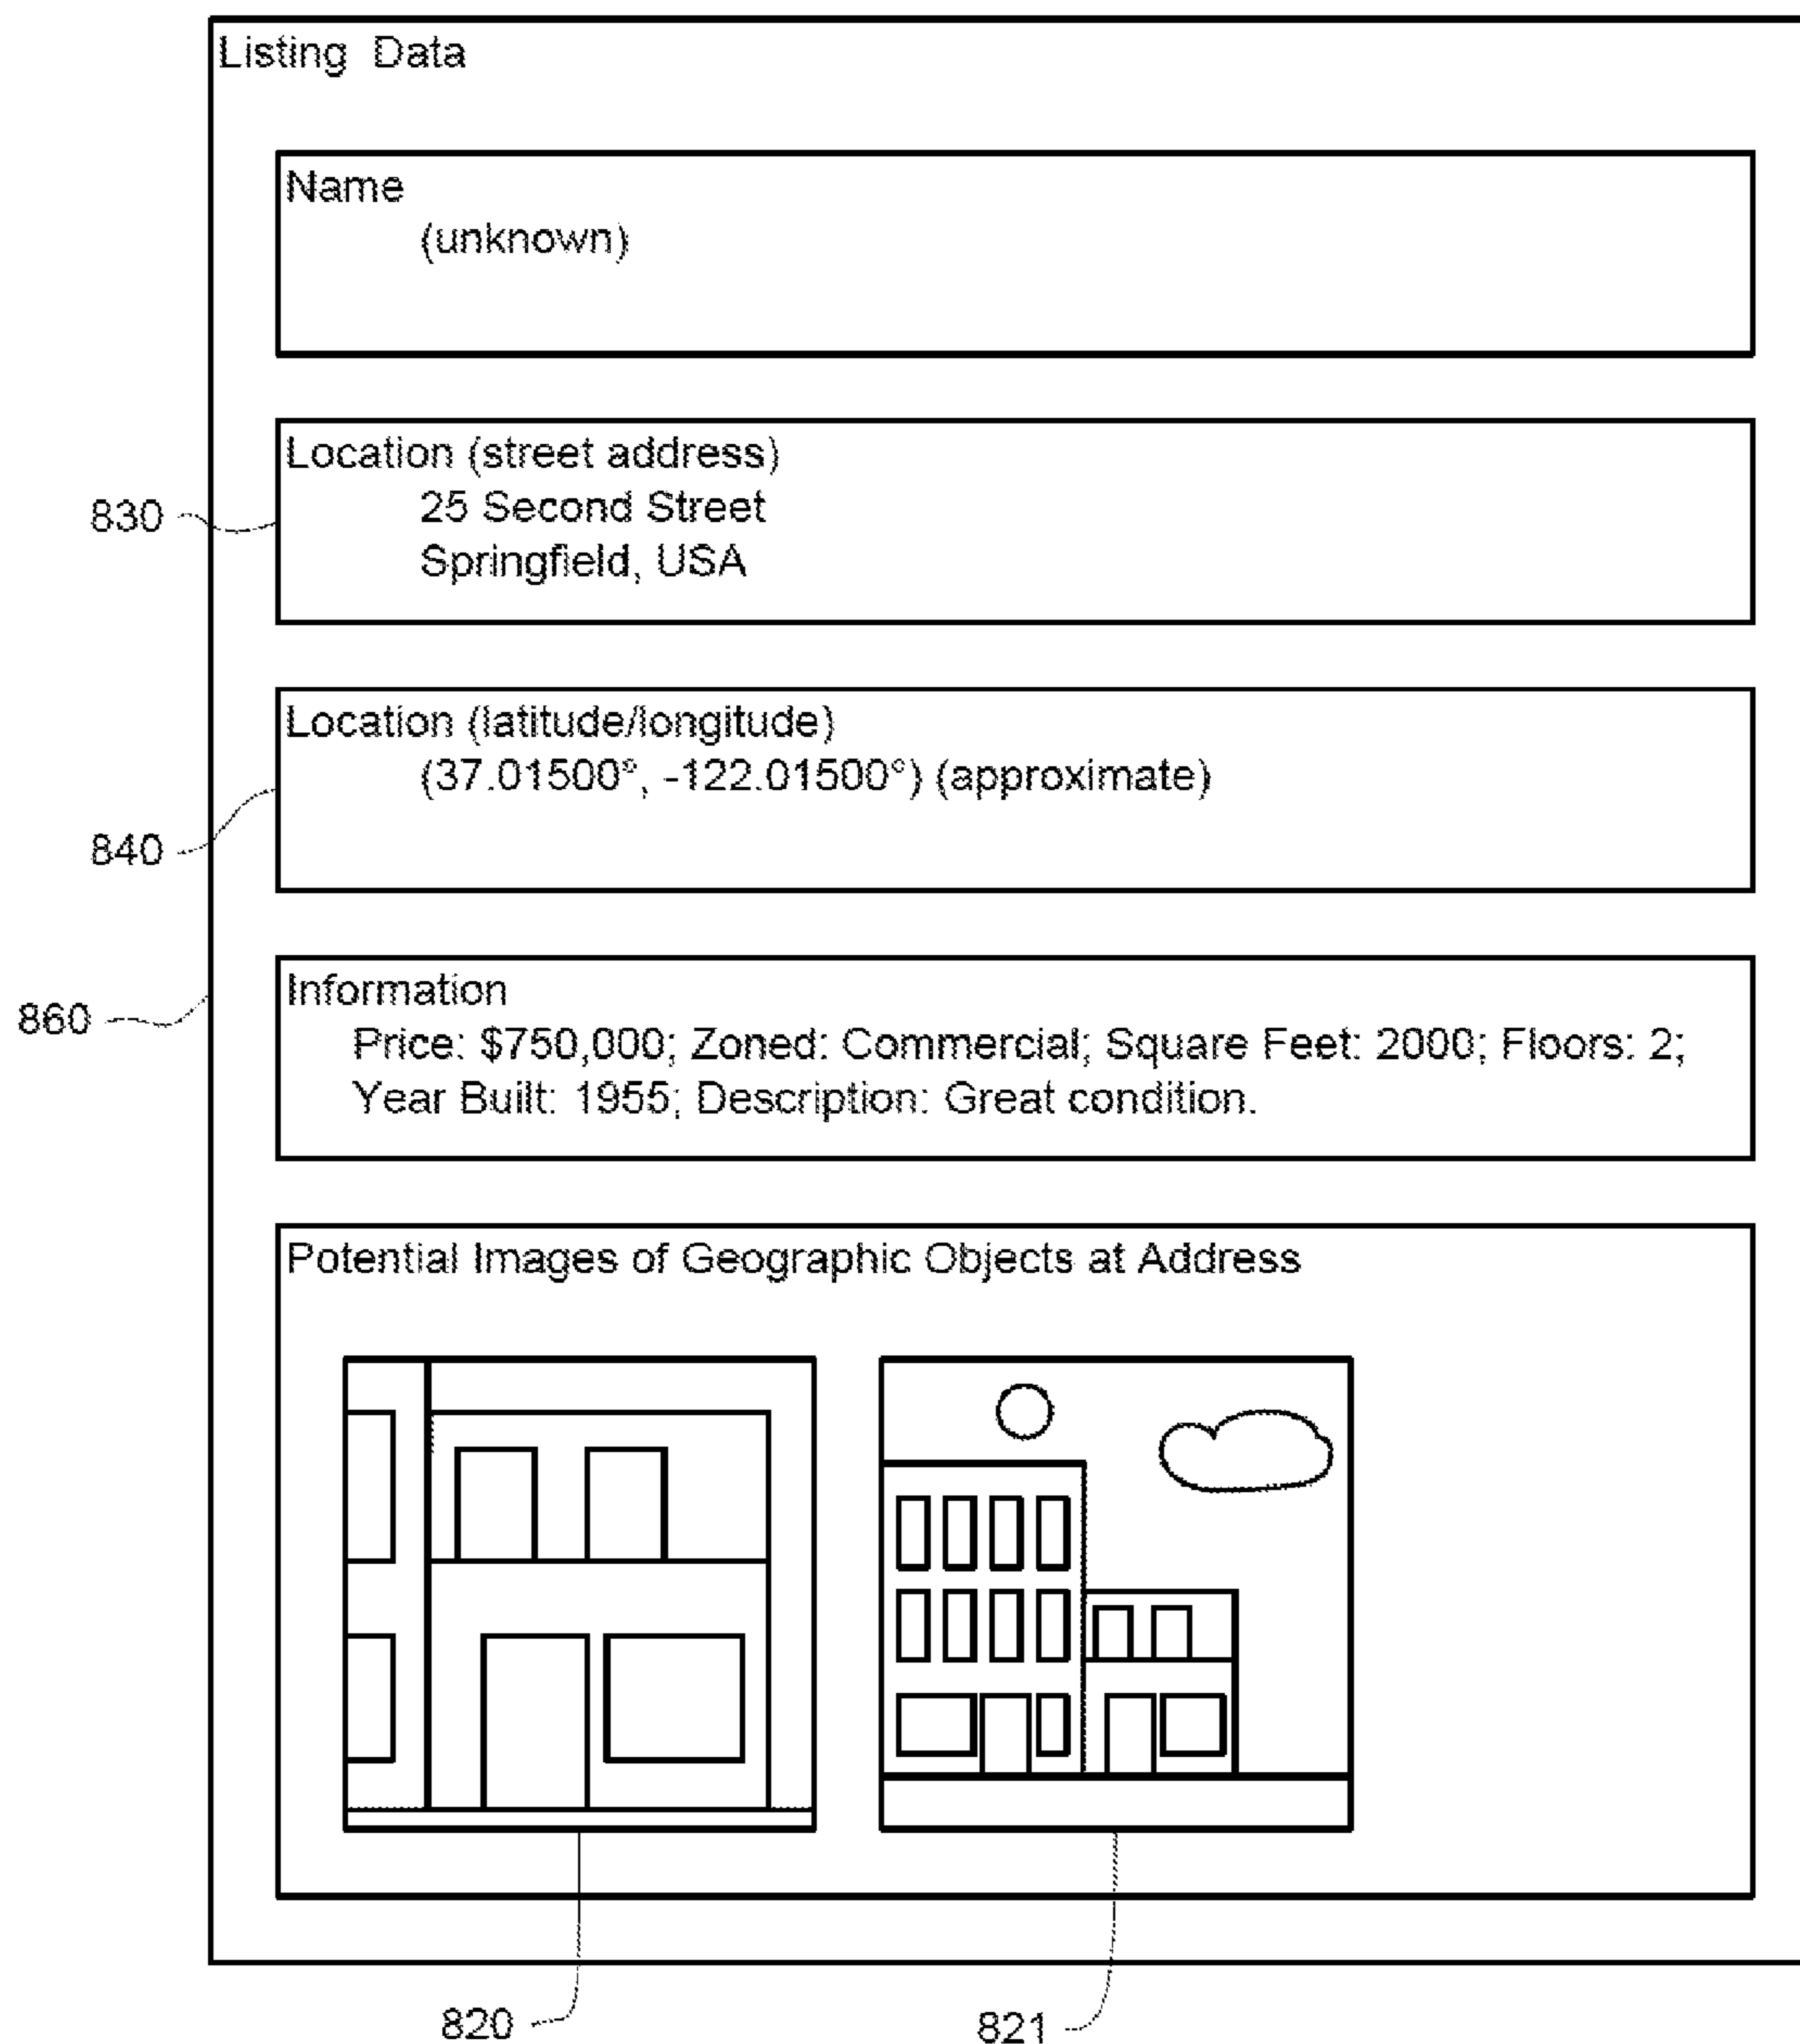 Listing Data
Name
(unknown)
Location (street address)
25 Second Street
Springfield, USA
830
Location (latitude/longitude)
(37.01500°, -122.01500°) (approximate)
840
Information
Price: $750,000; Zoned: Commercial; Square Feet: 2000; Floors: 2;
Year Built: 1955; Description: Great condition.
860
Potential Images of Geographic Objects at Address
820
821